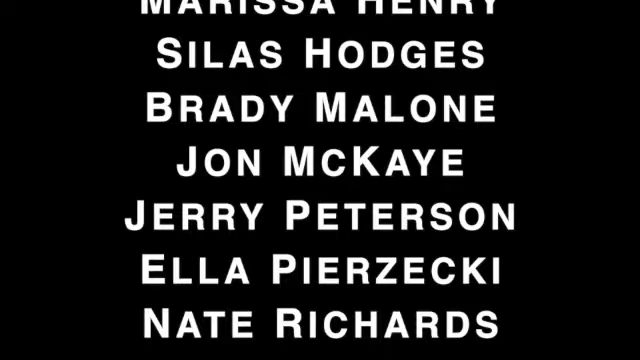 MARISSA HENRY
SILAS HODGES
BRADY MALONE
JON MCKAYE
JERRY PETERSON
ELLA PIERZECKI
NATE RICHARDS